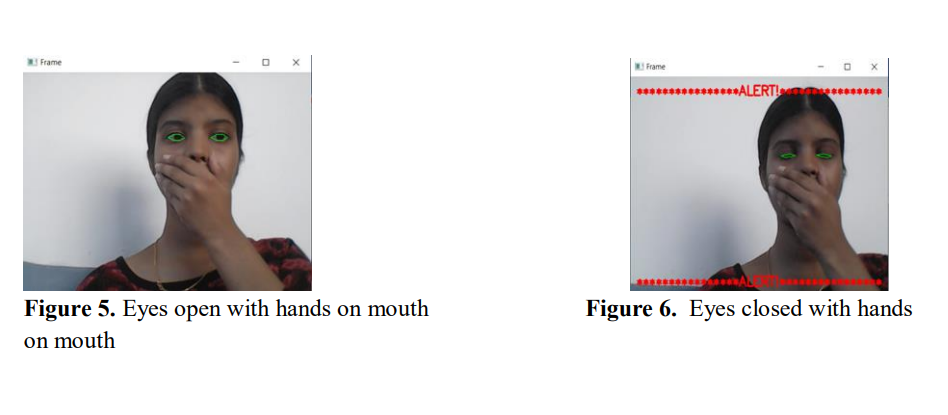 Frame
Frame
******************ALERT!****************
******************ALERT!****************
Figure 5. Eyes open with hands on mouth
on mouth
Figure 6. Eyes closed with hands